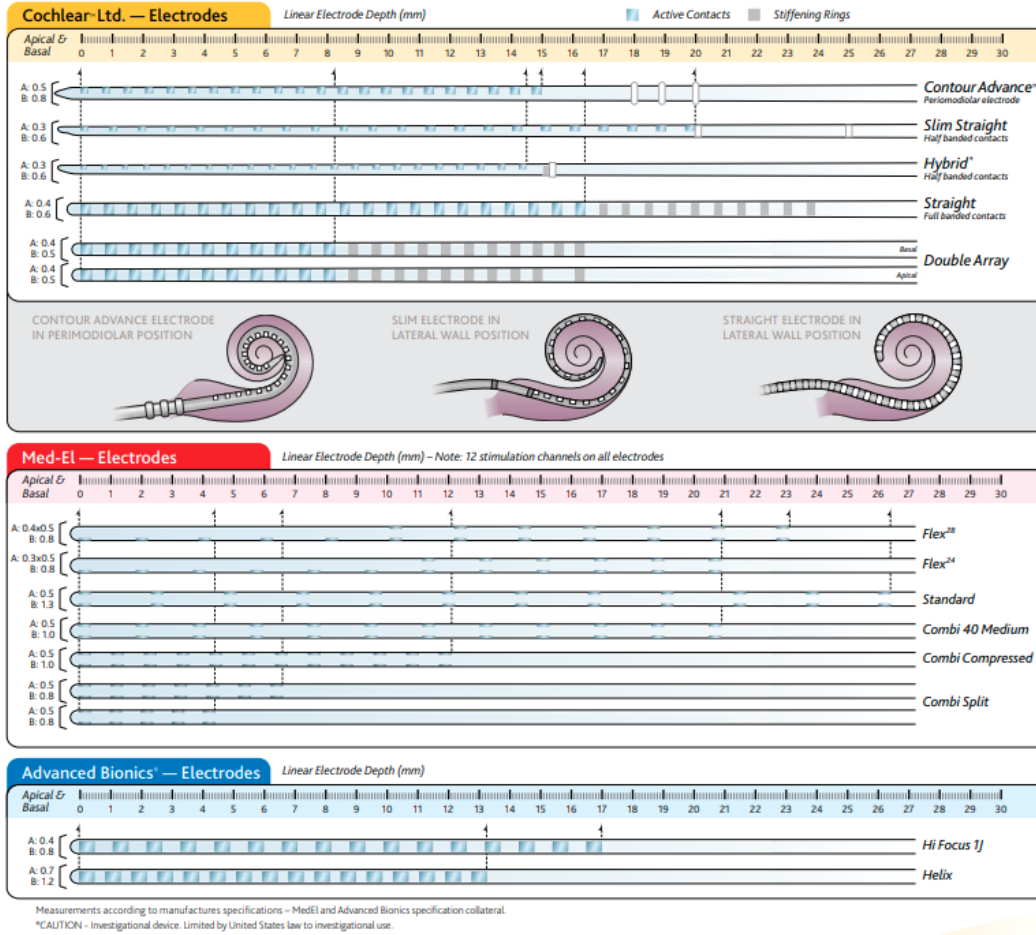 Cochlear™ Ltd. — Electrodes Linear Electrode Depth (mm) Active Contacts Stiffening Rings
Apical &
Basal 0 1 2 3 4 5 6 7 8 9 10 11 12 13 14 15 16 17 18 19 20 21 22 23 24 25 26 27 30
A: 0.5
B: 0.8
Contour Advance®
Periomodiolar electrode
A: 0.3
B: 0.6
Slim Straight
Half banded contacts
A: 0.3
B: 0.6
Hybrid*
Half banded contacts
A: 0.4
B: 0.6
Straight
Full banded contacts
A: 0.4
B: 0.5
Basal
Double Array
A: 0.4
B: 0.5
Apical
CONTOUR ADVANCE ELECTRODE
IN PERIMODIOLAR POSITION
SLIM ELECTRODE IN
LATERAL WALL POSITION
STRAIGHT ELECTRODE IN
LATERAL WALL POSITION
Med-El — Electrodes Linear Electrode Depth (mm) – Note: 12 stimulation channels on all electrodes
Apical &
Basal 0 1 2 3 4 5 6 7 8 9 10 11 12 13 14 15 16 17 18 19 20 21 22 23 24 25 26 27 30
A: 0.4x0.5
B: 0.8
Flex²⁸
A: 0.3x0.5
B: 0.8
Flex²⁴
A: 0.5
B: 1.3
Standard
A: 0.5
B: 1.0
Combi 40 Medium
A: 0.5
B: 1.0
Combi Compressed
A: 0.5
B: 0.8
Combi Split
A: 0.5
B: 0.8
Advanced Bionics® — Electrodes Linear Electrode Depth (mm)
Apical &
Basal 0 1 2 3 4 5 6 7 8 9 10 11 12 13 14 15 16 17 18 19 20 21 22 23 24 25 26 27 30
A: 0.4
B: 0.8
Hi Focus 1J
A: 0.7
B: 1.2
Helix
Measurements according to manufactures specifications – MedEl and Advanced Bionics specification collateral.
*CAUTION - Investigational device. Limited by United States law to investigational use.